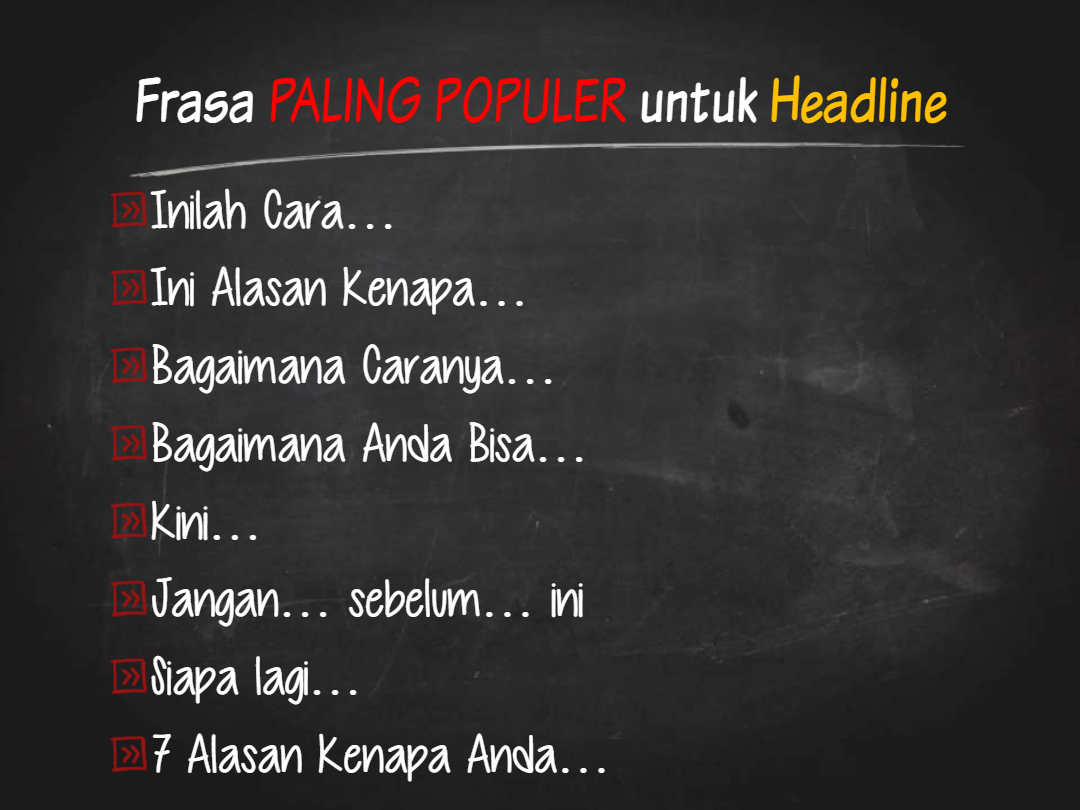 Frasa PALING POPULER untuk Headline
Inilah Cara...
Ini Alasan Kenapa...
Bagaimana Caranya...
Bagaimana Anda Bisa...
Kini...
Jangan... sebelum... ini
Siapa lagi...
7 Alasan Kenapa Anda...